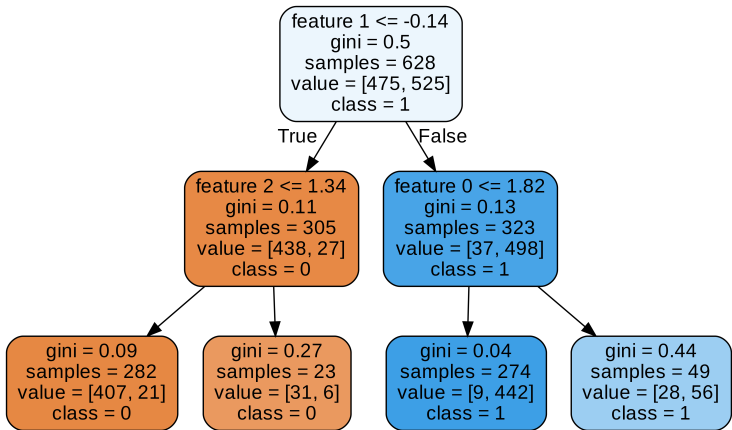 feature 1 <= -0.14
gini = 0.5
samples = 628
value = [475, 525]
class = 1
True
False
feature 2 <= 1.34
gini = 0.11
samples = 305
value = [438, 27]
class = 0
feature 0 <= 1.82
gini = 0.13
samples = 323
value = [37, 498]
class = 1
gini = 0.09
samples = 282
value = [407, 21]
class = 0
gini = 0.27
samples = 23
value = [31, 6]
class = 0
gini = 0.04
samples = 274
value = [9, 442]
class = 1
gini = 0.44
samples = 49
value = [28, 56]
class = 1